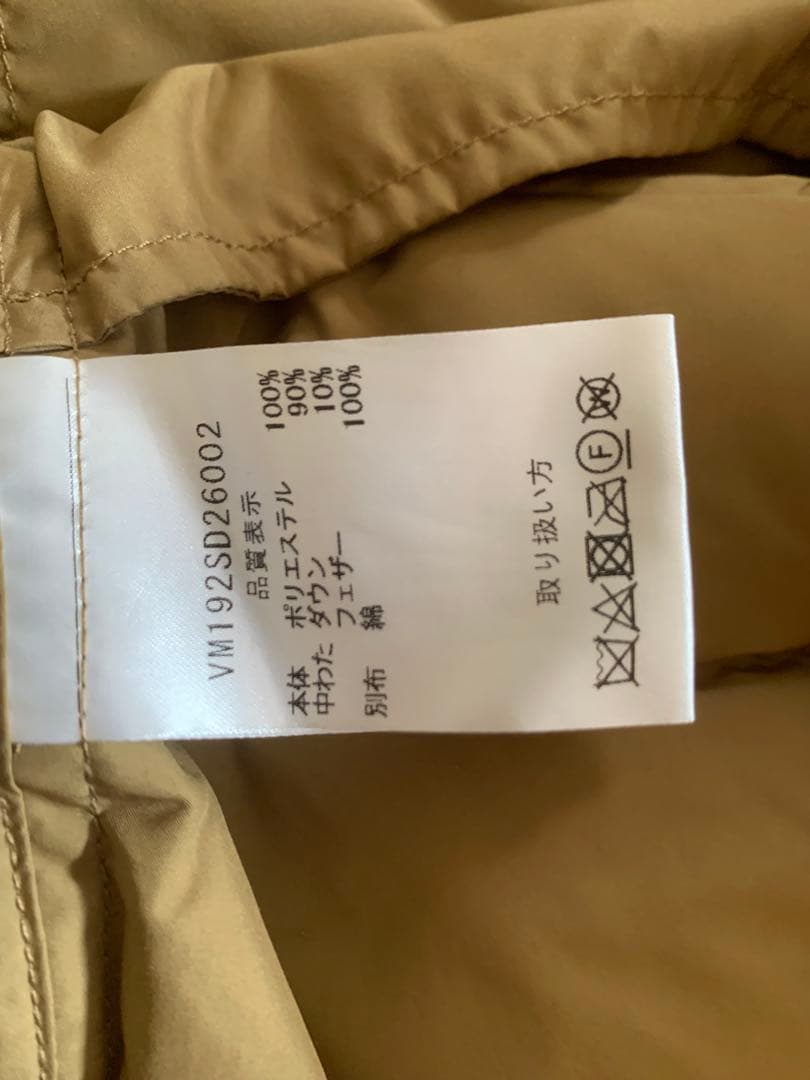 VM192SD26002
品質表示
本体 ポリエステル 100%
中わた ダウン 90%
フェザー 10%
別布 綿 100%
取り扱い方
F W